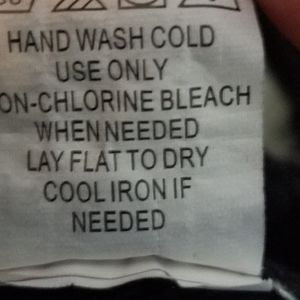 HAND WASH COLD
USE ONLY
ON-CHLORINE BLEACH
WHEN NEEDED
LAY FLAT TO DRY
COOL IRON IF
NEEDED